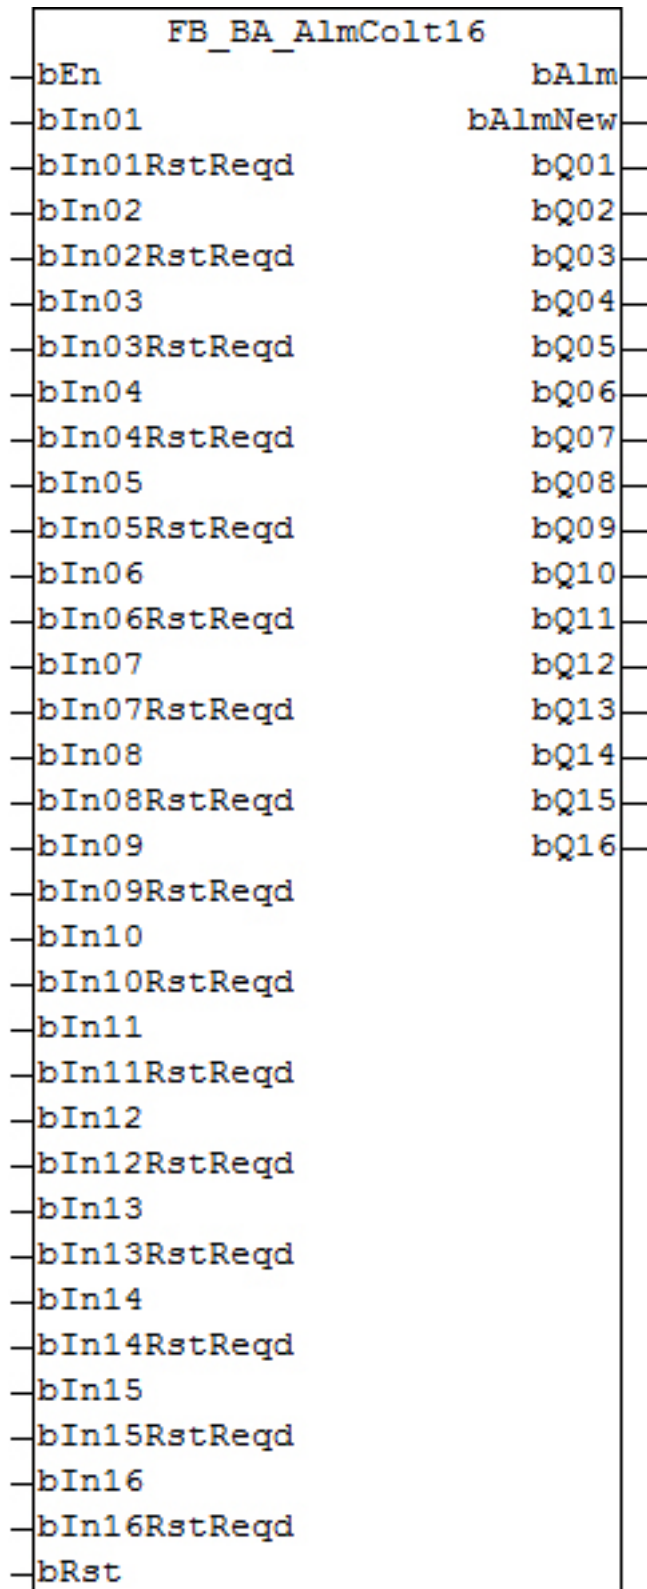 FB_BA_AlmColt16
bEn bAlm
bIn01 bAlmNew
bIn01RstReqd bQ01
bIn02 bQ02
bIn02RstReqd bQ03
bIn03 bQ04
bIn03RstReqd bQ05
bIn04 bQ06
bIn04RstReqd bQ07
bIn05 bQ08
bIn05RstReqd bQ09
bIn06 bQ10
bIn06RstReqd bQ11
bIn07 bQ12
bIn07RstReqd bQ13
bIn08 bQ14
bIn08RstReqd bQ15
bIn09 bQ16
bIn09RstReqd
bIn10
bIn10RstReqd
bIn11
bIn11RstReqd
bIn12
bIn12RstReqd
bIn13
bIn13RstReqd
bIn14
bIn14RstReqd
bIn15
bIn15RstReqd
bIn16
bIn16RstReqd
bRst